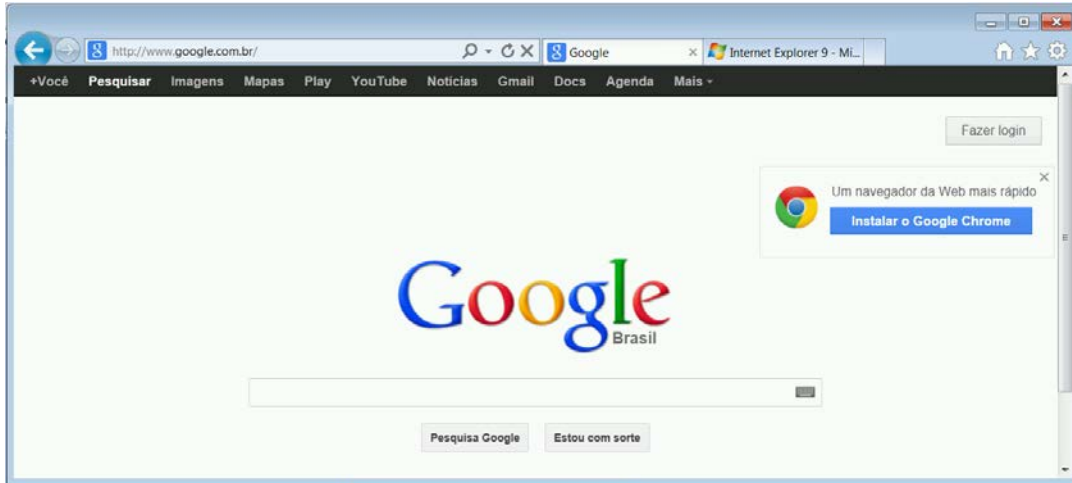 http://www.google.com.br/ Google Internet Explorer 9 - Mi...
+Você Pesquisar Imagens Mapas Play YouTube Notícias Gmail Docs Agenda Mais
Fazer login
Um navegador da Web mais rápido
Instalar o Google Chrome
Google
Brasil
Pesquisa Google Estou com sorte